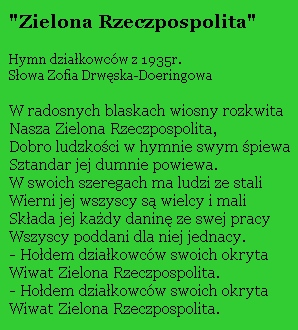 "Zielona Rzeczpospolita"
Hymn działkowców z 1935r.
Słowa Zofia Drwęska-Doeringowa
W radosnych blaskach wiosny rozkwita
Nasza Zielona Rzeczpospolita,
Dobro ludzkości w hymnie swym śpiewa
Sztandar jej dumnie powiewa.
W swoich szeregach ma ludzi ze stali
Wierni jej wszyscy są wielcy i mali
Składa jej każdy daninę ze swej pracy
Wszyscy poddani dla niej jednacy.
- Hołdem działkowców swoich okryta
Wiwat Zielona Rzeczpospolita.
- Hołdem działkowców swoich okryta
Wiwat Zielona Rzeczpospolita.